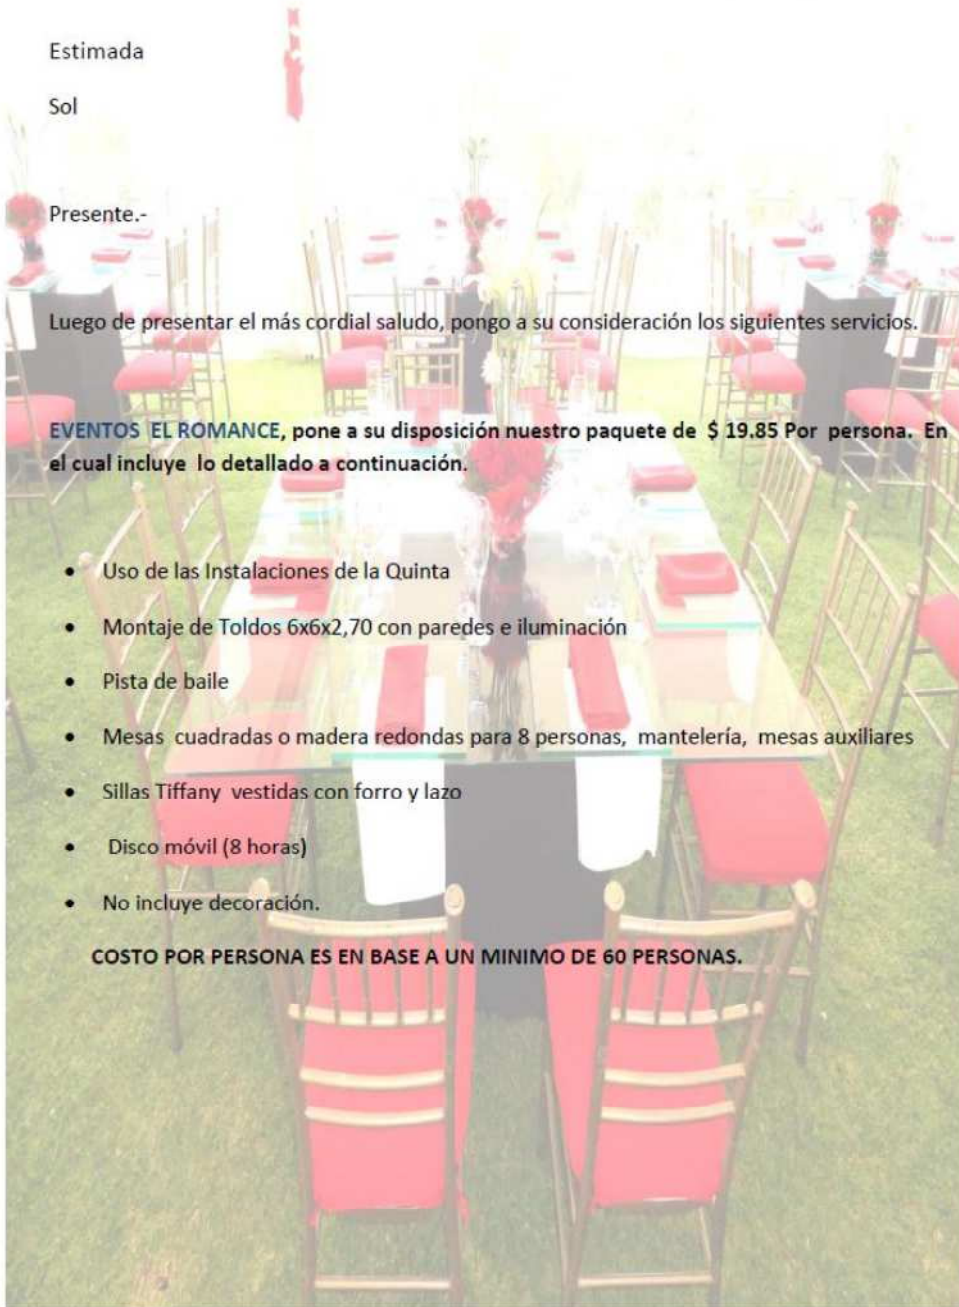 Estimada
Sol
Presente.-
Luego de presentar el más cordial saludo, pongo a su consideración los siguientes servicios.
EVENTOS EL ROMANCE, pone a su disposición nuestro paquete de $ 19.85 Por persona. En
el cual incluye lo detallado a continuación.
• Uso de las Instalaciones de la Quinta
• Montaje de Toldos 6x6x2,70 con paredes e iluminación
• Pista de baile
• Mesas cuadradas o madera redondas para 8 personas, mantelería, mesas auxiliares
• Sillas Tiffany vestidas con forro y lazo
• Disco móvil (8 horas)
• No incluye decoración.
COSTO POR PERSONA ES EN BASE A UN MINIMO DE 60 PERSONAS.